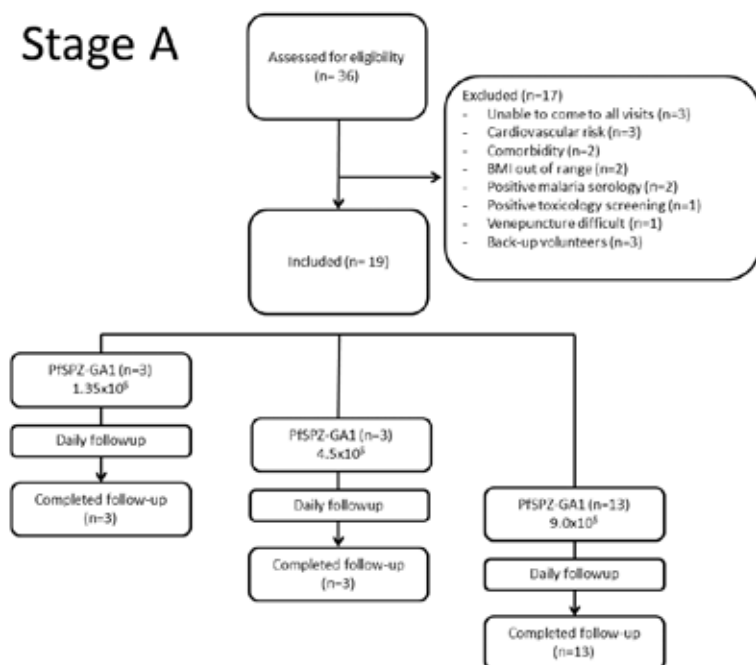 Stage A
Assessed for eligibility
(n= 36)
Excluded (n=17)
- Unable to come to all visits (n=3)
- Cardiovascular risk (n=3)
- Comorbidity (n=2)
- BMI out of range (n=2)
- Positive malaria serology (n=2)
- Positive toxicology screening (n=1)
- Venepuncture difficult (n=1)
- Back-up volunteers (n=3)
Included (n= 19)
PfSPZ-GA1 (n=3)
1.35x10⁵
Daily followup
Completed follow-up
(n=3)
PfSPZ-GA1 (n=3)
4.5x10⁵
Daily followup
Completed follow-up
(n=3)
PfSPZ-GA1 (n=13)
9.0x10⁵
Daily followup
Completed follow-up
(n=13)